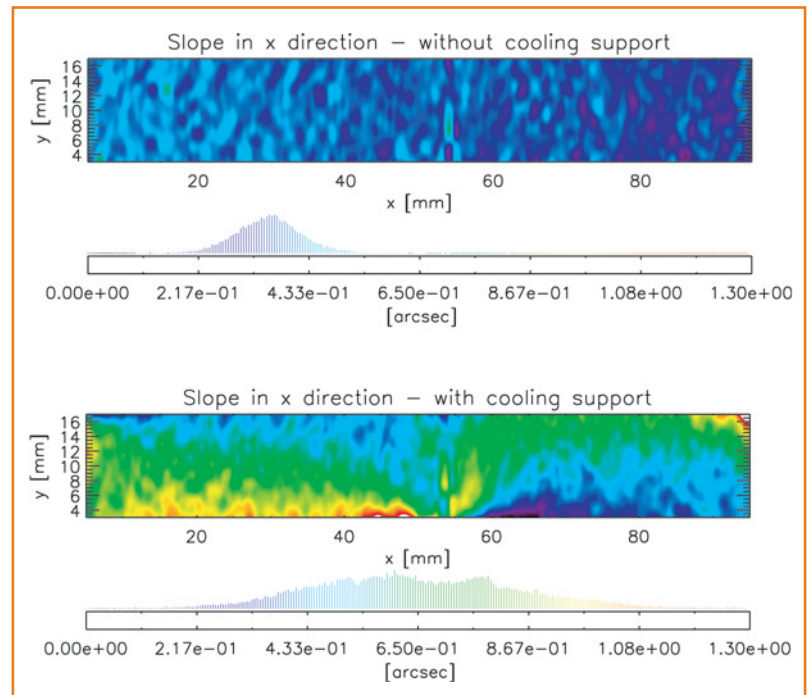 Slope in x direction – without cooling support
16
14
12
10
8
6
4
y [mm]
20 40 60 80
x [mm]
0.00e+00 2.17e-01 4.33e-01 6.50e-01 8.67e-01 1.08e+00 1.30e+00
[arcsec]
Slope in x direction – with cooling support
16
14
12
10
8
6
4
y [mm]
20 40 60 80
x [mm]
0.00e+00 2.17e-01 4.33e-01 6.50e-01 8.67e-01 1.08e+00 1.30e+00
[arcsec]